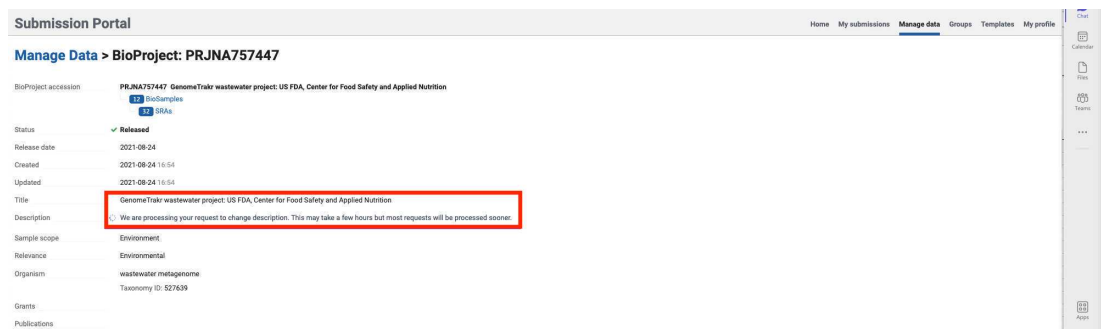 Submission Portal
Home My submissions Manage data Groups Templates My profile
Manage Data > BioProject: PRJNA757447
BioProject accession PRJNA757447 GenomeTrakr wastewater project: US FDA, Center for Food Safety and Applied Nutrition
12 BioSamples
32 SRAs
Status Released
Release date 2021-08-24
Created 2021-08-24 16:54
Updated 2021-08-24 16:54
Title GenomeTrakr wastewater project: US FDA, Center for Food Safety and Applied Nutrition
Description We are processing your request to change description. This may take a few hours but most requests will be processed sooner.
Sample scope Environment
Relevance Environmental
Organism wastewater metagenome
Taxonomy ID: 527639
Grants
Publications
Chat
Calendar
Files
Teams
Apps